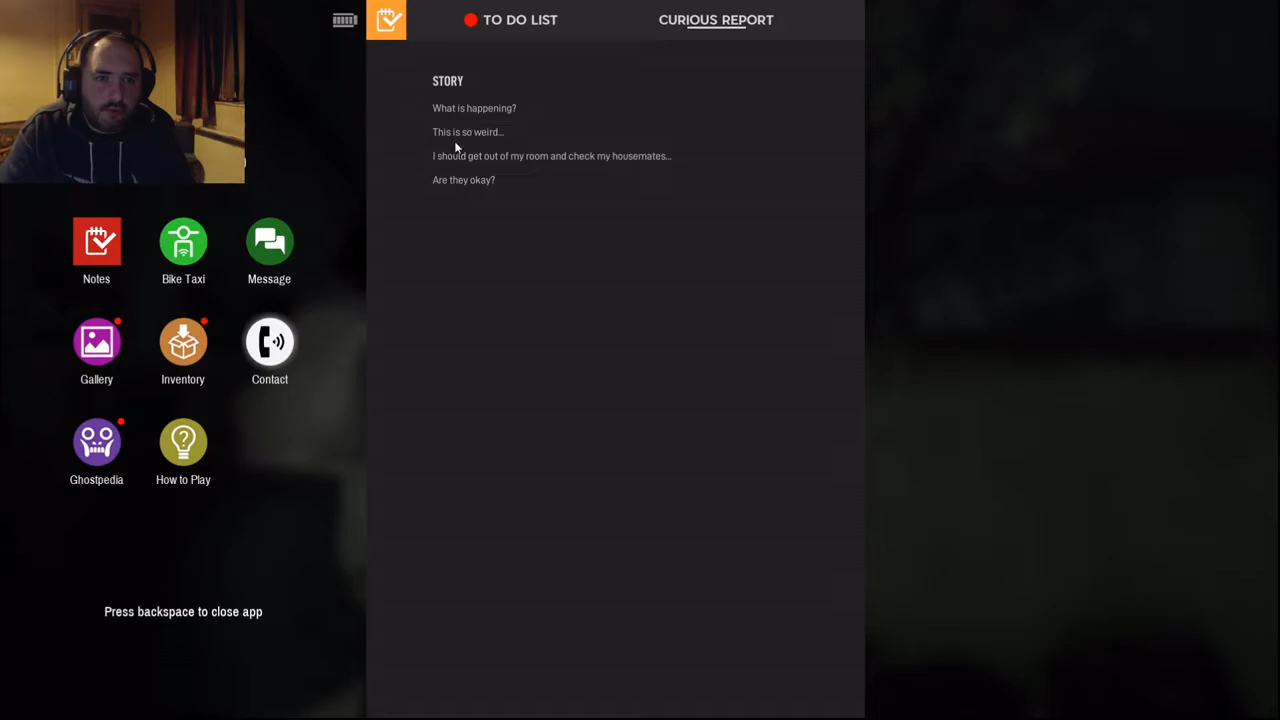 TO DO LIST
CURIOUS REPORT
STORY
What is happening?
This is so weird...
I should get out of my room and check my housemates...
Are they okay?
Notes
Bike Taxi
Message
Gallery
Inventory
Contact
Ghostpedia
How to Play
Press backspace to close app